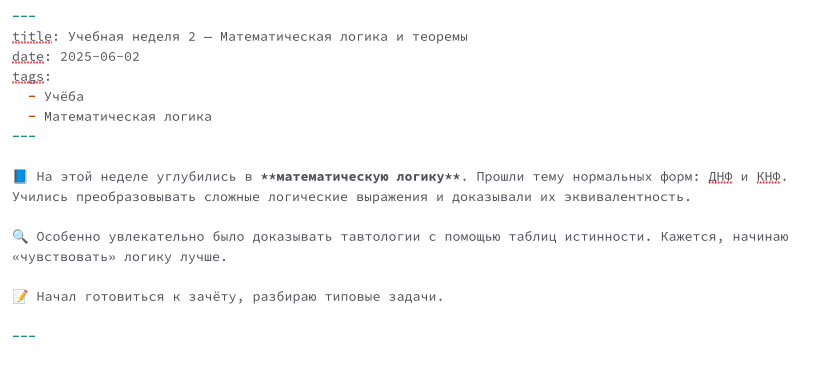 ---
title: Учебная неделя 2 — Математическая логика и теоремы
date: 2025-06-02
tags:
  - Учёба
  - Математическая логика
---
📘 На этой неделе углубились в **математическую логику**. Прошли тему нормальных форм: ДНФ и КНФ.
Учились преобразовывать сложные логические выражения и доказывали их эквивалентность.
🔍 Особенно увлекательно было доказывать тавтологии с помощью таблиц истинности. Кажется, начинаю
«чувствовать» логику лучше.
📝 Начал готовиться к зачёту, разбираю типовые задачи.
---